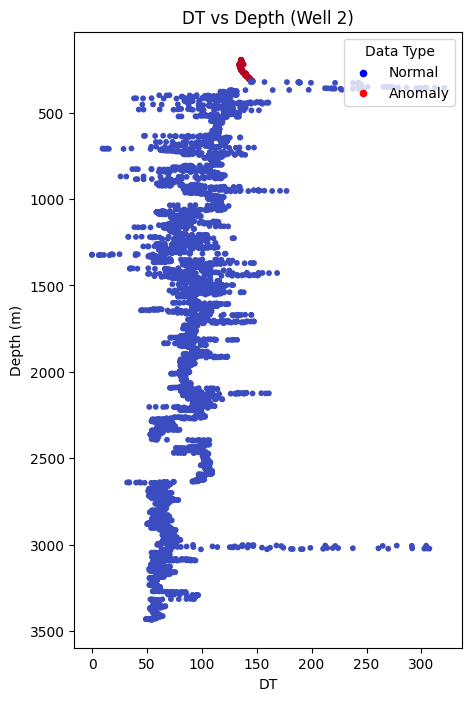 DT vs Depth (Well 2)
Data Type
Normal
Anomaly
500
1000
1500
2000
2500
3000
3500
Depth (m)
0 50 100 150 200 250 300
DT